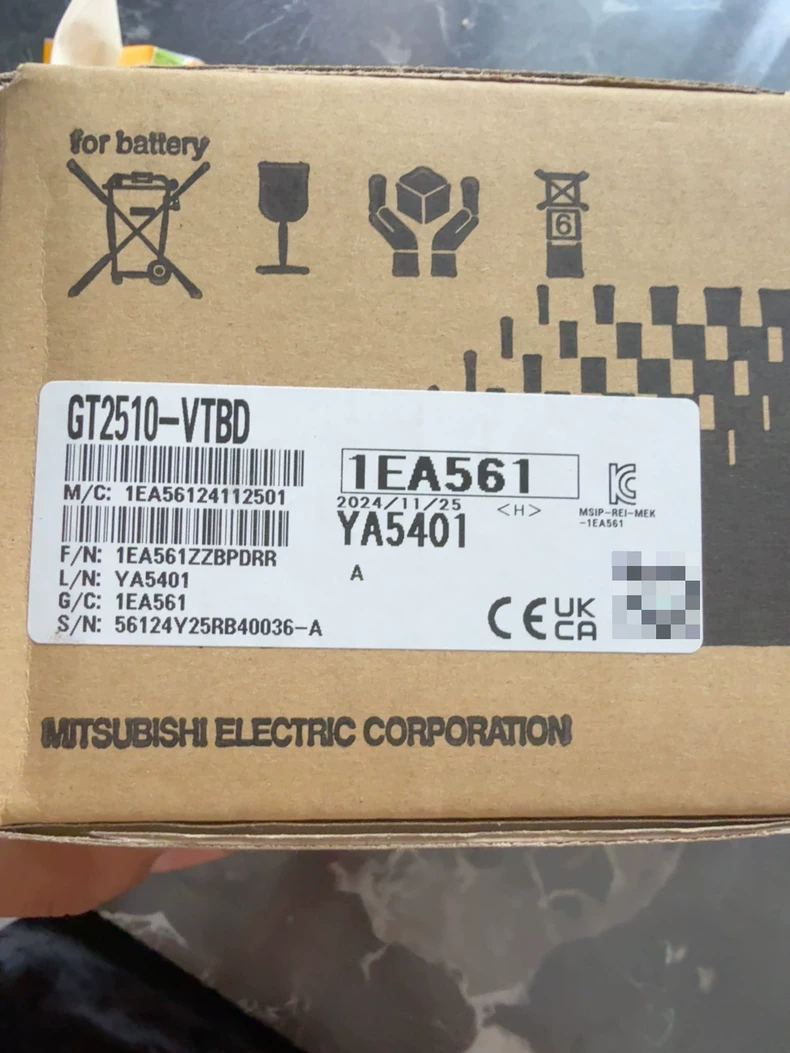 for battery
6
GT2510-VTBD
M/C: 1EA56124112501
1EA561
2024/11/25 <H>
MSIP-REI-MEK
-1EA561
YA5401
F/N: 1EA561ZZBPDRR
L/N: YA5401
A
G/C: 1EA561
S/N: 56124Y25RB40036-A
CE UK
CA
MITSUBISHI ELECTRIC CORPORATION